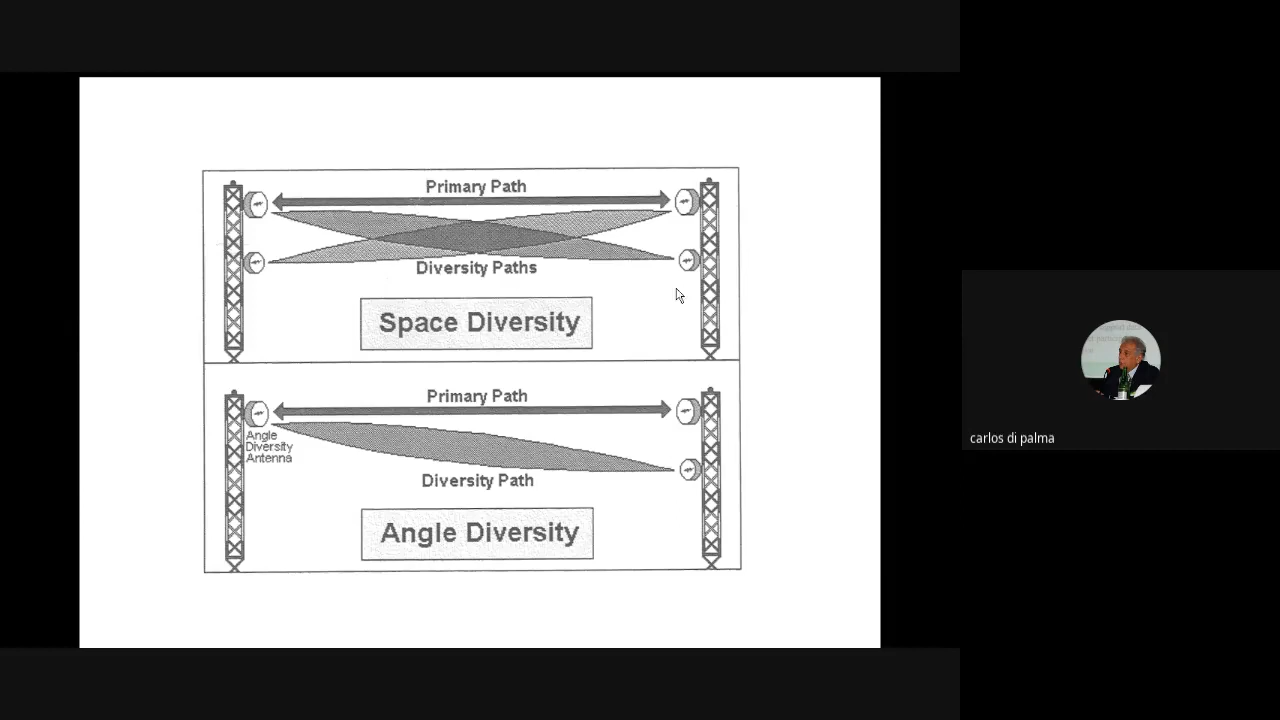 Primary Path
Diversity Paths
Space Diversity
Primary Path
Angle
Diversity
Antenna
Diversity Path
Angle Diversity
carlos di palma